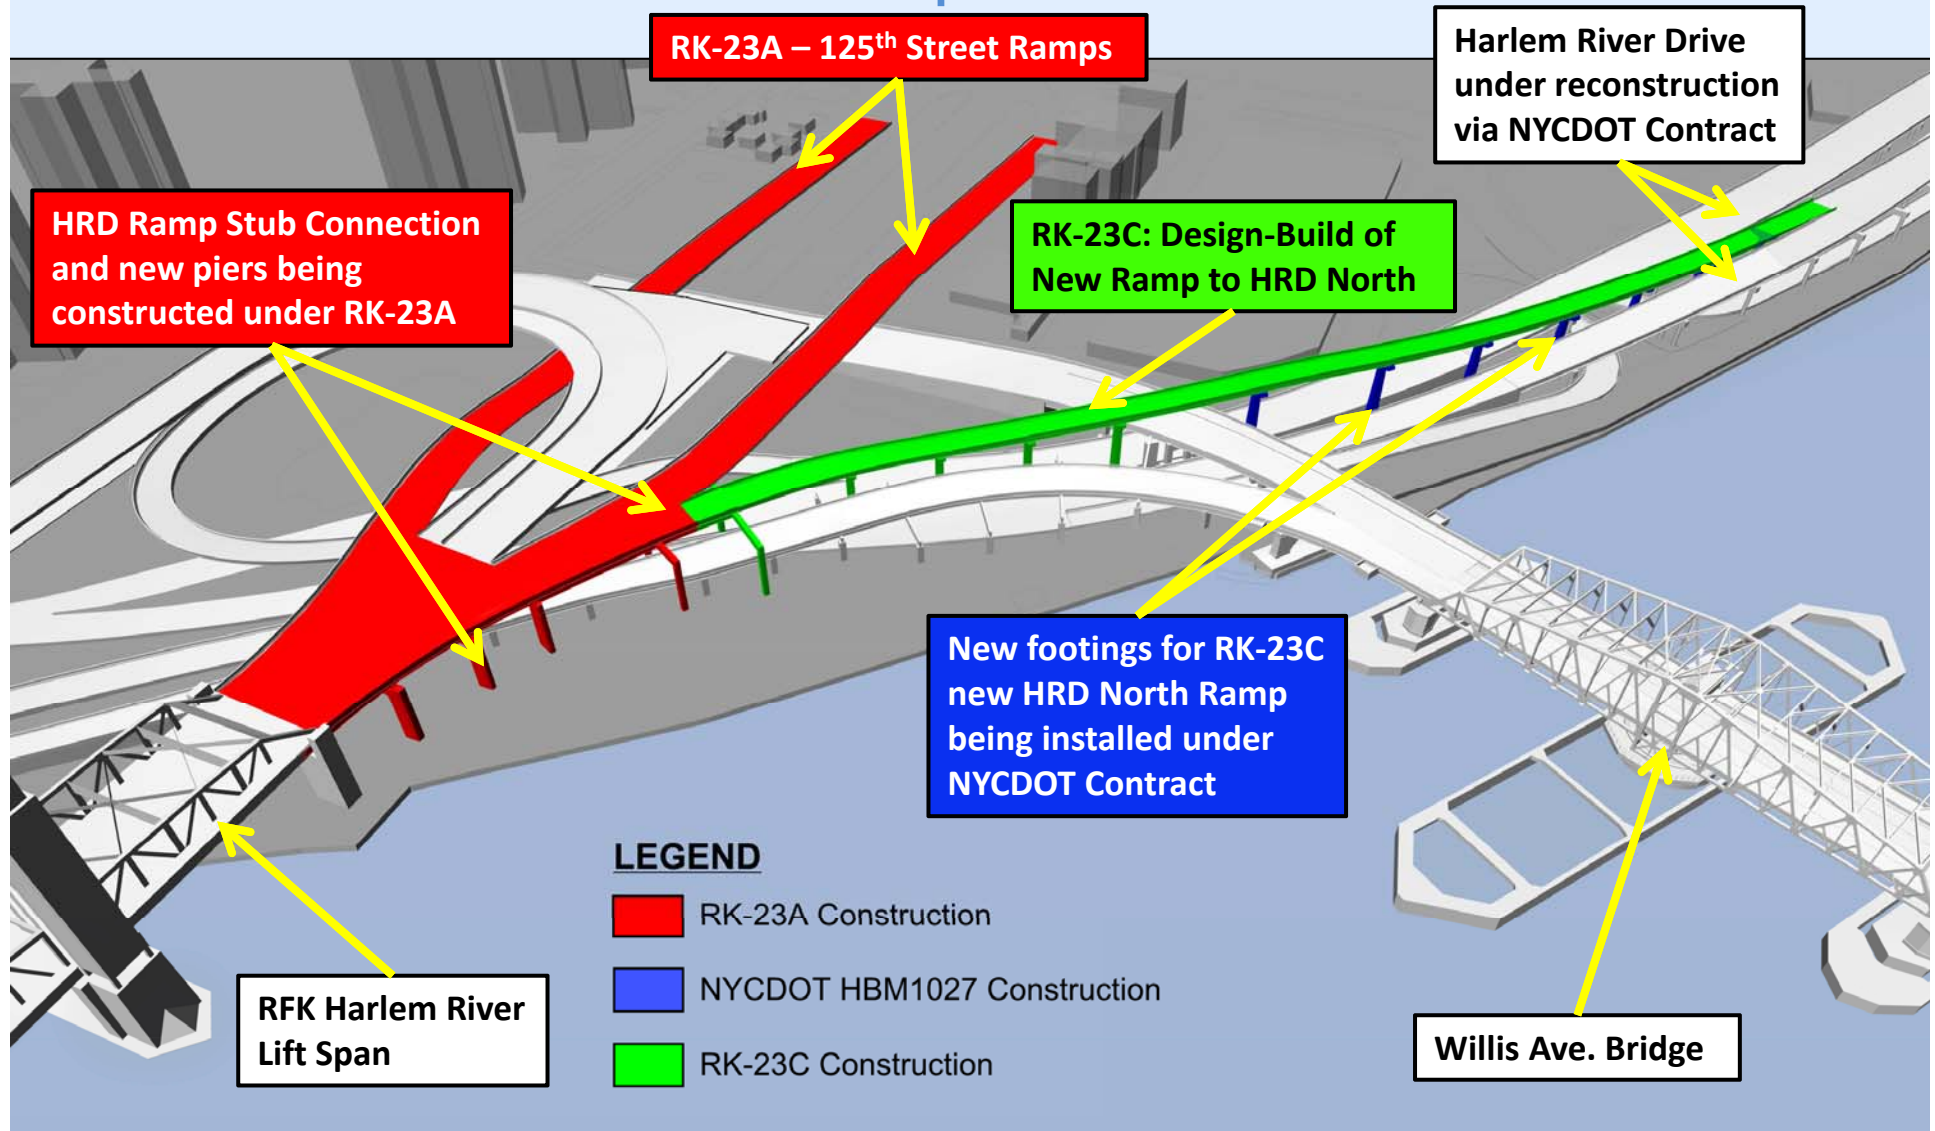 RK-23A – 125th Street Ramps
Harlem River Drive
under reconstruction
via NYCDOT Contract
HRD Ramp Stub Connection
and new piers being
constructed under RK-23A
RK-23C: Design-Build of
New Ramp to HRD North
New footings for RK-23C
new HRD North Ramp
being installed under
NYCDOT Contract
LEGEND
RK-23A Construction
NYCDOT HBM1027 Construction
RK-23C Construction
RFK Harlem River
Lift Span
Willis Ave. Bridge